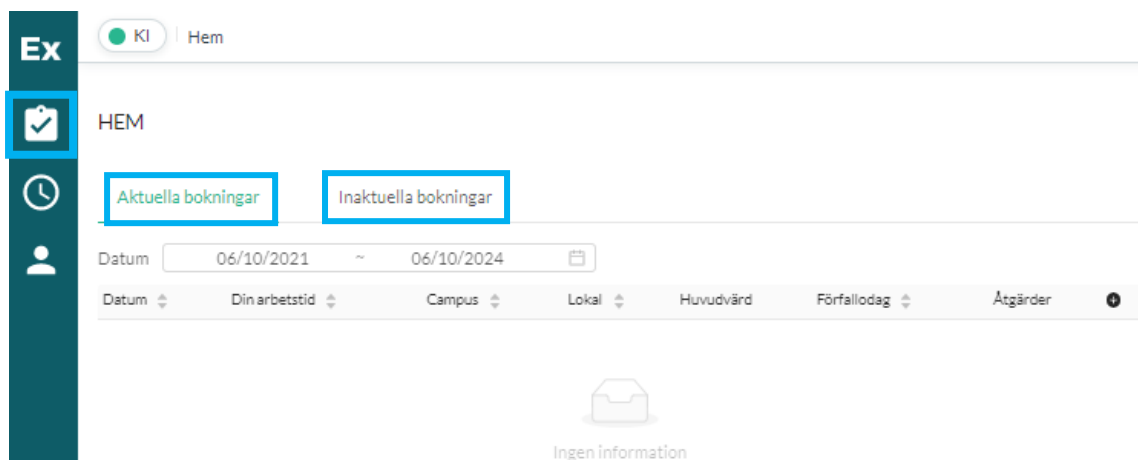 Ex
KI
Hem
HEM
Aktuella bokningar
Inaktuella bokningar
Datum 06/10/2021 ~ 06/10/2024
Datum Din arbetstid Campus Lokal Huvudvärd Förfallodag Åtgärder
Ingen information